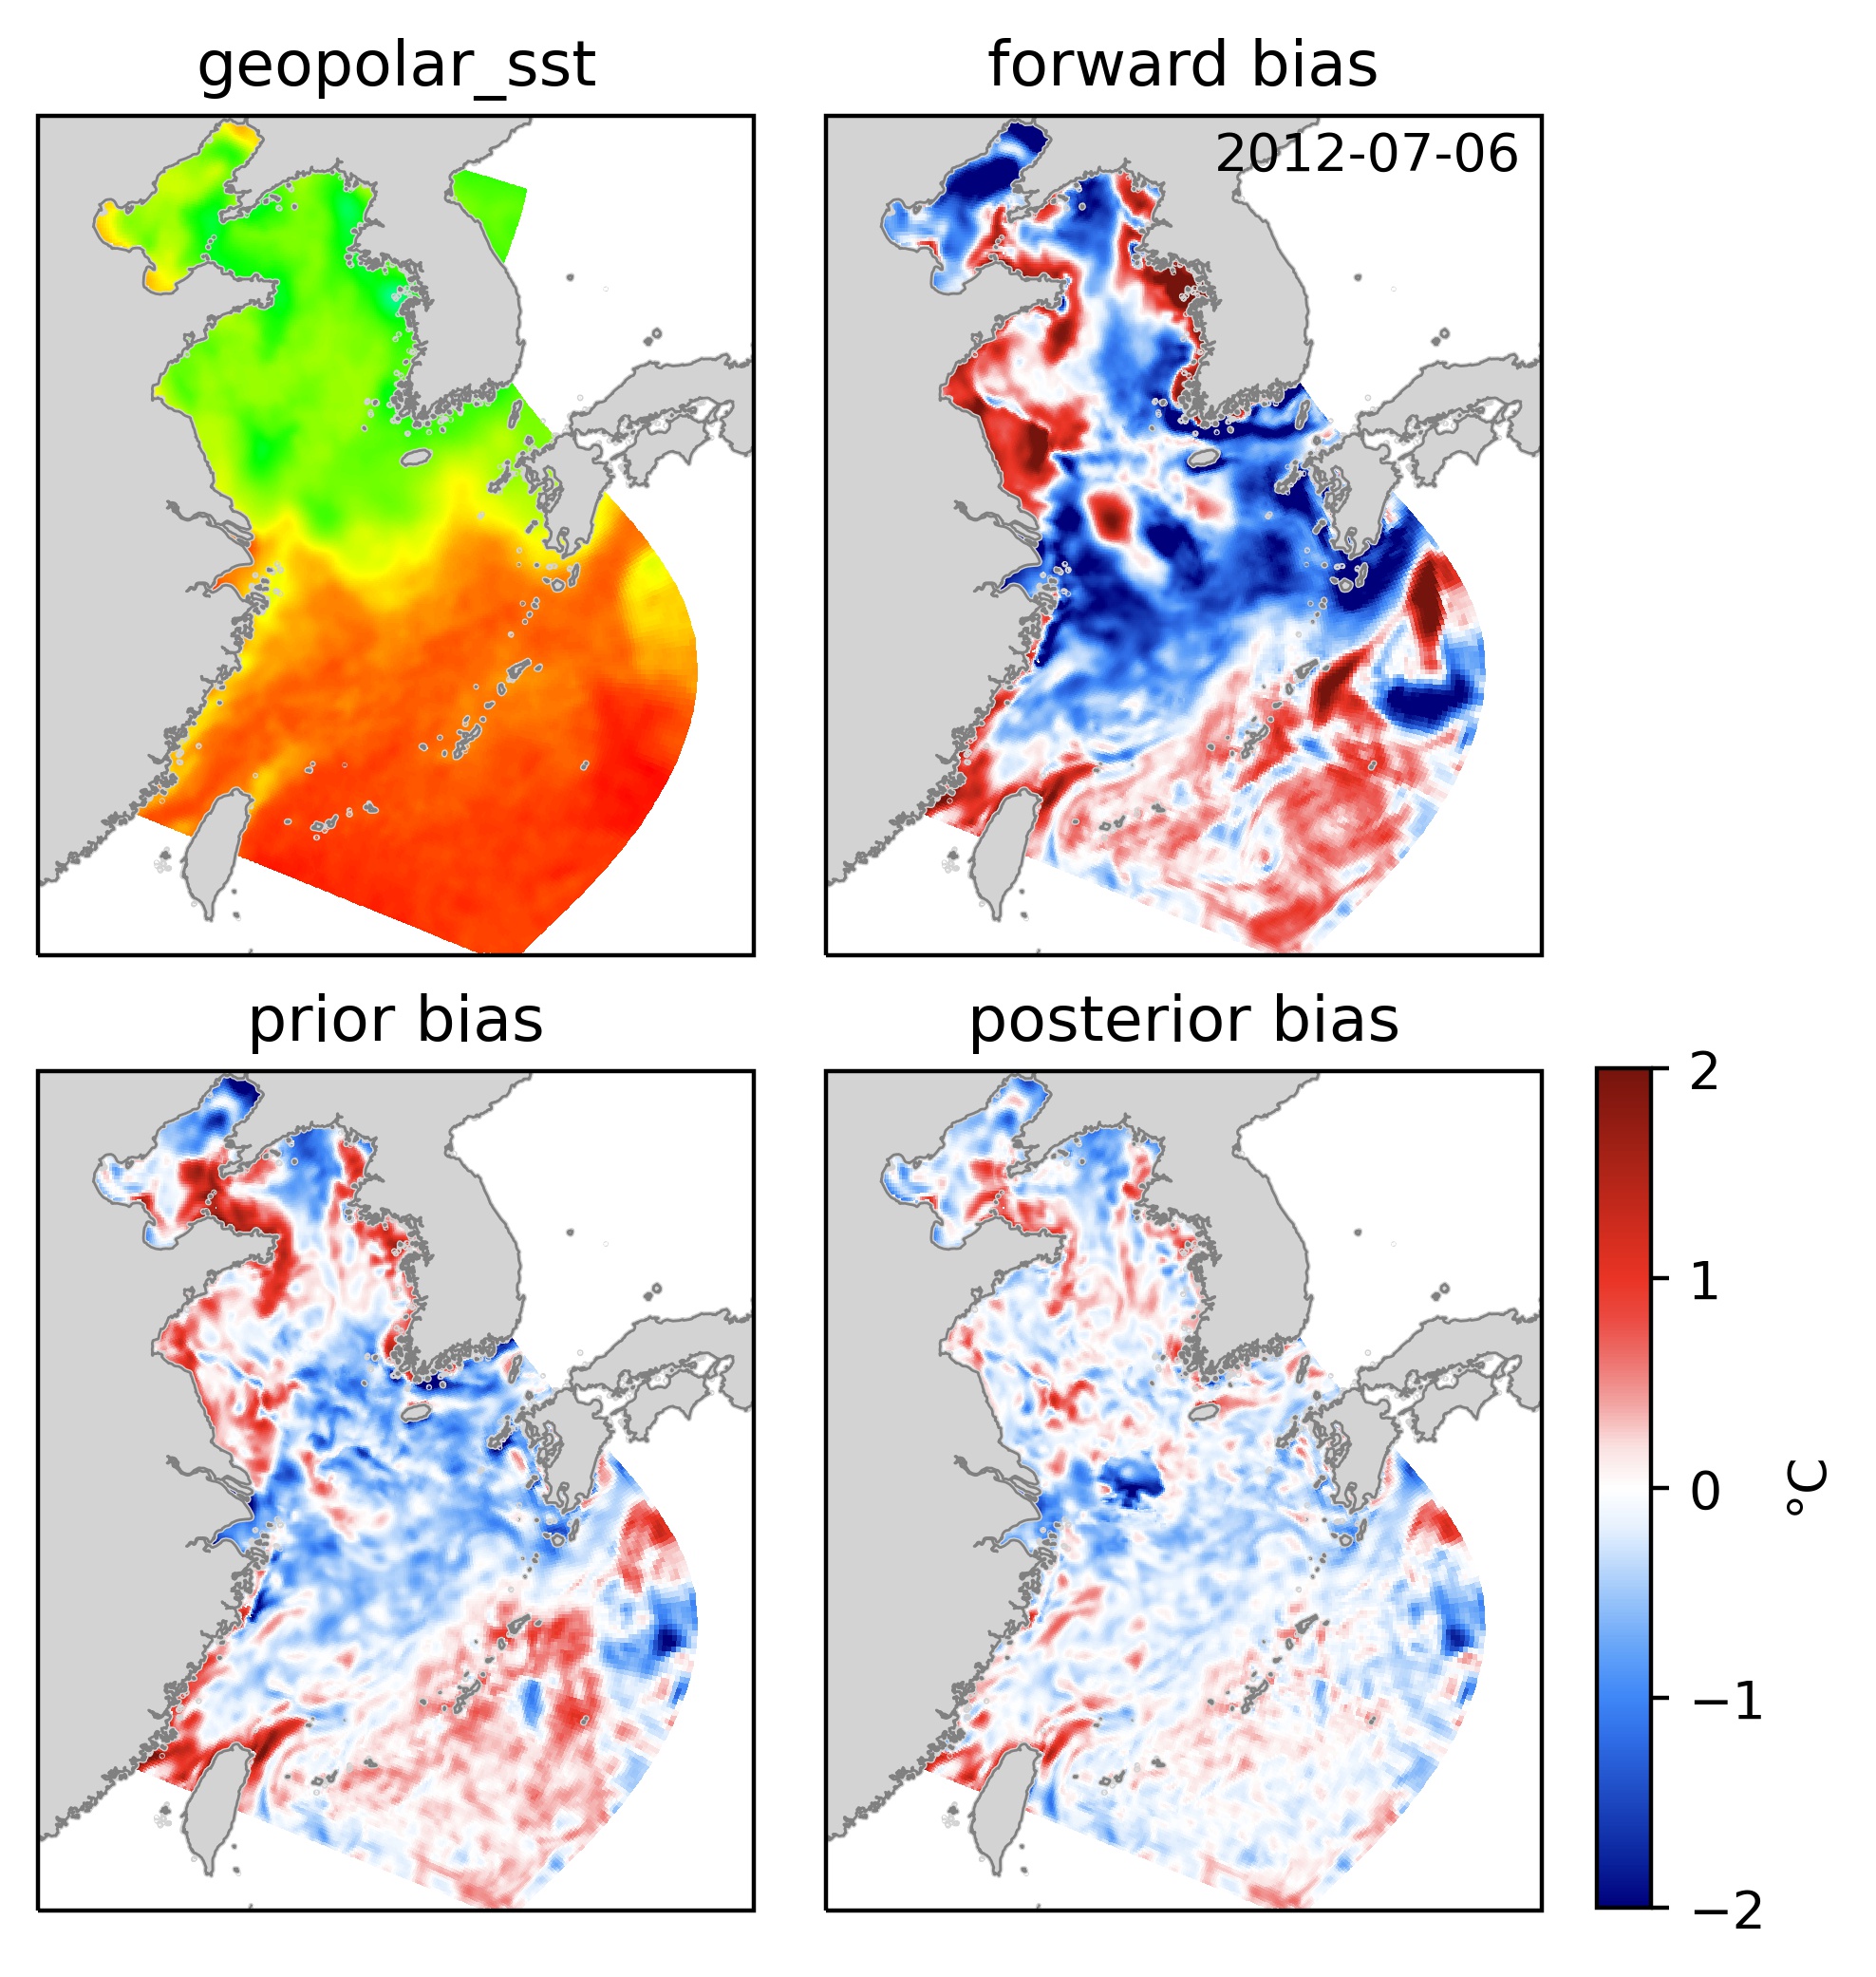 geopolar_sst
forward bias
2012-07-06
prior bias
posterior bias
2
1
0
−1
−2
°C